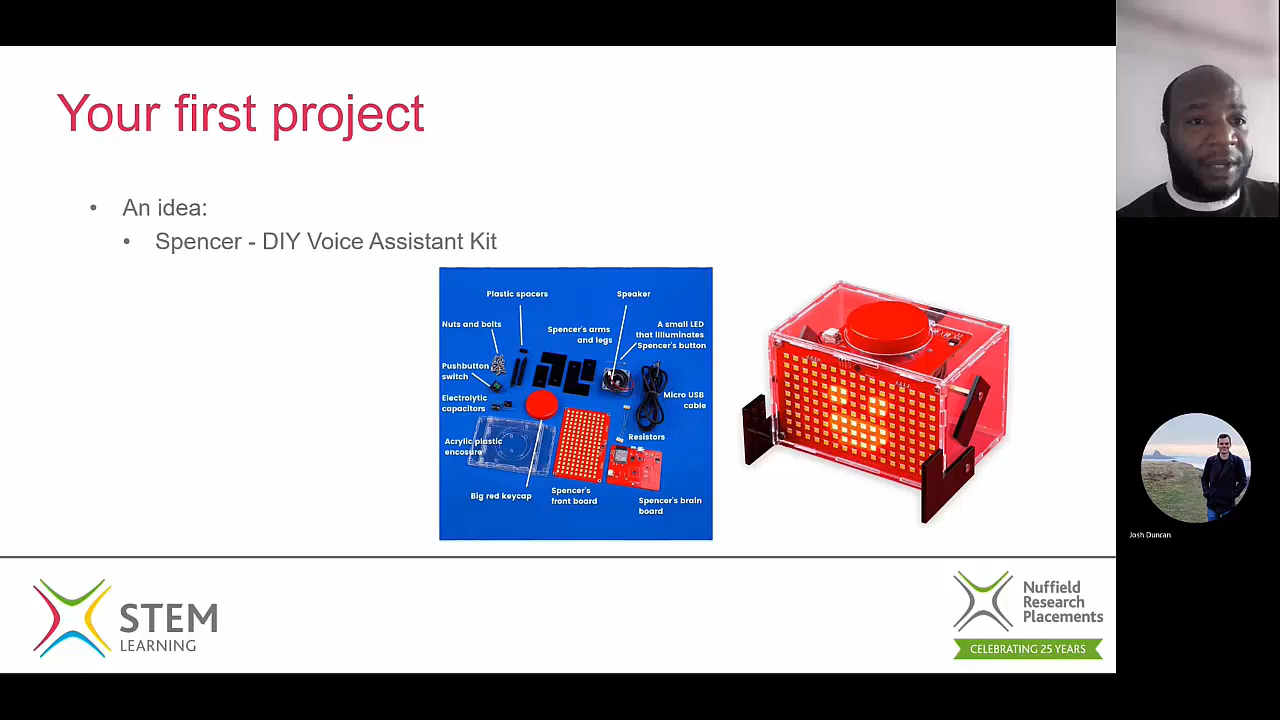 Your first project
• An idea:
• Spencer - DIY Voice Assistant Kit
Plastic spacers
Speaker
Nuts and bolts
Spencer's arms
and legs
A small LED
that illuminates
Spencer's button
Pushbutton
switch
Electrolytic
capacitors
Micro USB
cable
Acrylic plastic
encosure
Resistors
Big red keycap
Spencer's
front board
Spencer's brain
board
STEM
LEARNING
Nuffield
Research
Placements
CELEBRATING 25 YEARS
Josh Duncan